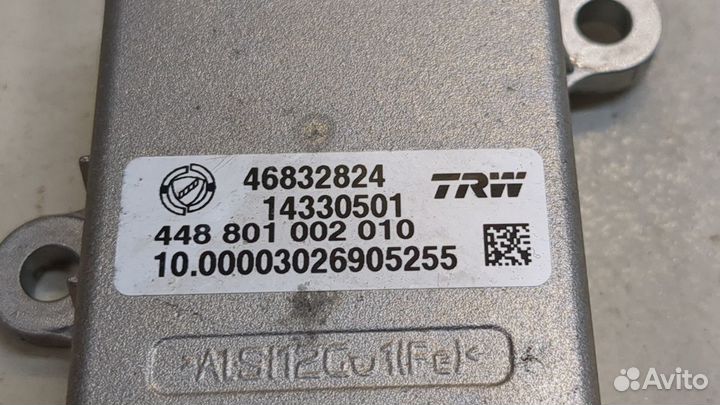 46832824
TRW
14330501
448 801 002 010
10.00003026905255
>AlSi12Cu1(Fe)<
Avito